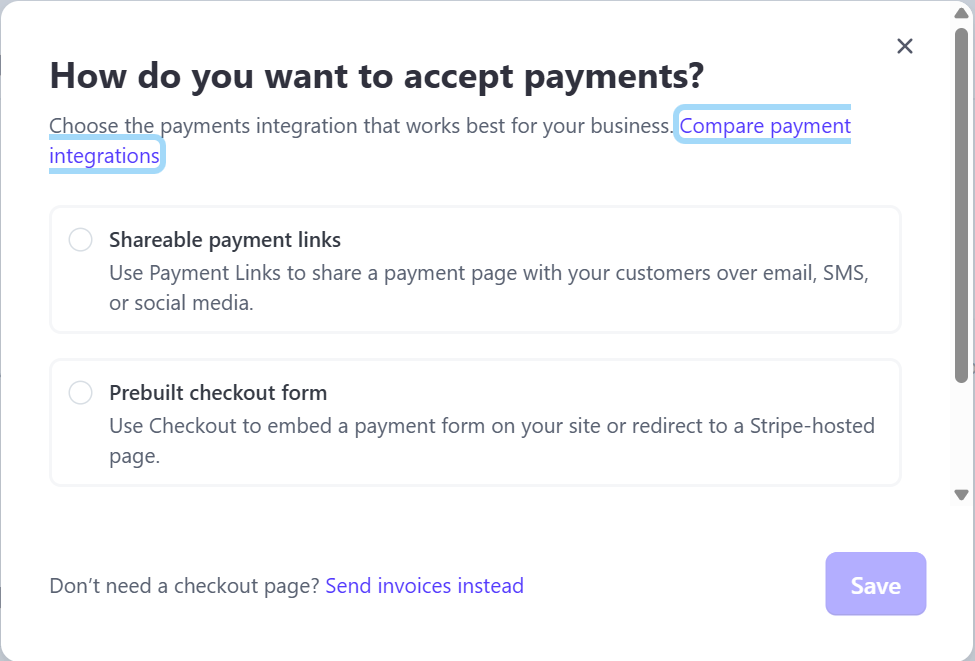 How do you want to accept payments?
Choose the payments integration that works best for your business. Compare payment
integrations
Shareable payment links
Use Payment Links to share a payment page with your customers over email, SMS,
or social media.
Prebuilt checkout form
Use Checkout to embed a payment form on your site or redirect to a Stripe-hosted
page.
Don’t need a checkout page? Send invoices instead
Save